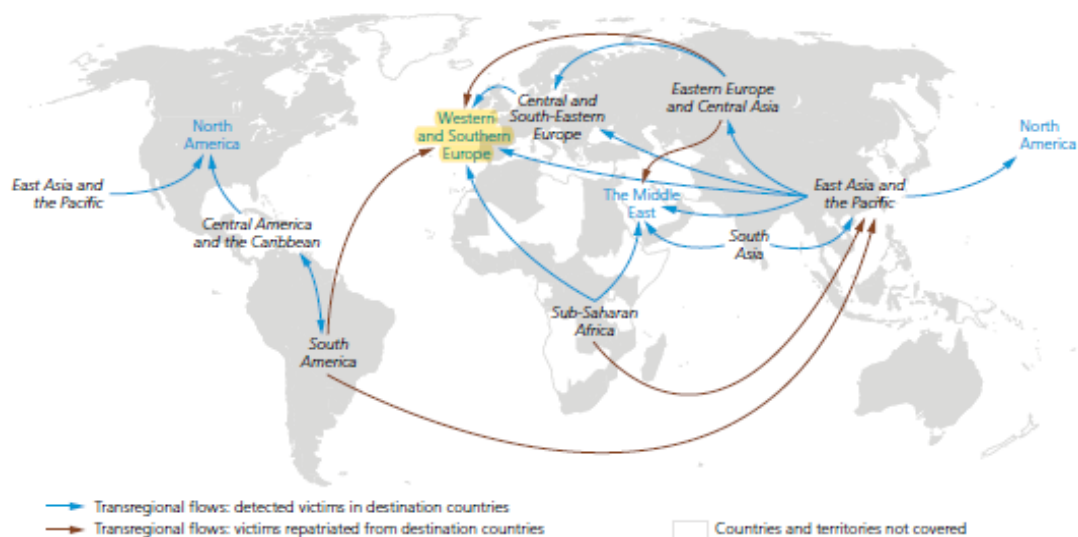 North
America
East Asia and
the Pacific
Central America
and the Caribbean
South
America
Western
and Southern
Europe
Central and
South-Eastern
Europe
Eastern Europe
and Central Asia
The Middle
East
South
Asia
East Asia and
the Pacific
North
America
Sub-Saharan
Africa
Transregional flows: detected victims in destination countries
Transregional flows: victims repatriated from destination countries
Countries and territories not covered